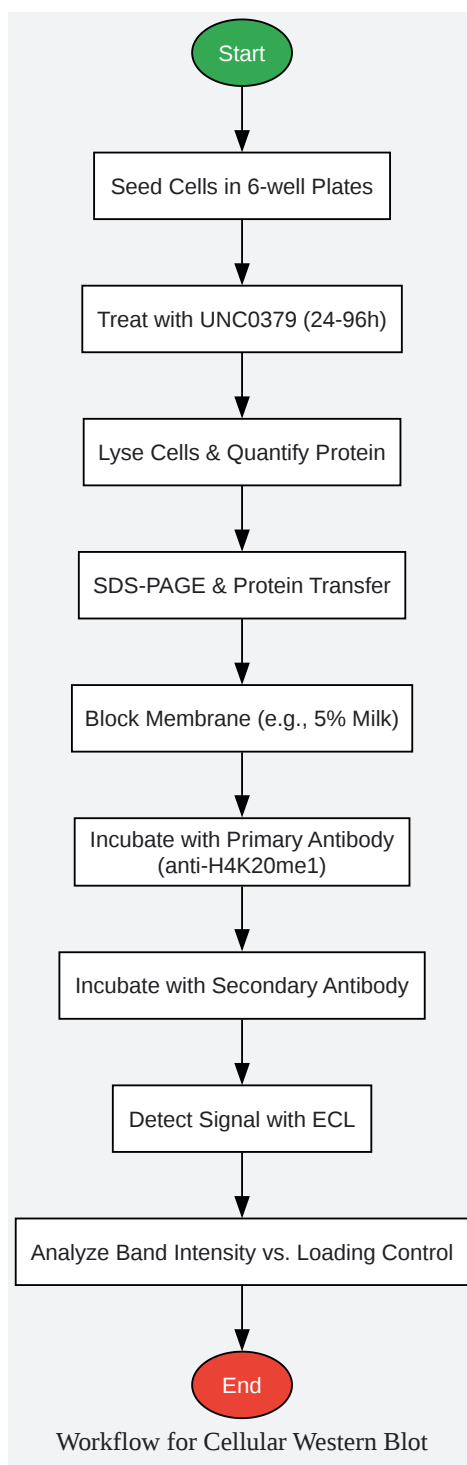 Start
Seed Cells in 6-well Plates
Treat with UNC0379 (24-96h)
Lyse Cells & Quantify Protein
SDS-PAGE & Protein Transfer
Block Membrane (e.g., 5% Milk)
Incubate with Primary Antibody
(anti-H4K20me1)
Incubate with Secondary Antibody
Detect Signal with ECL
Analyze Band Intensity vs. Loading Control
End
Workflow for Cellular Western Blot